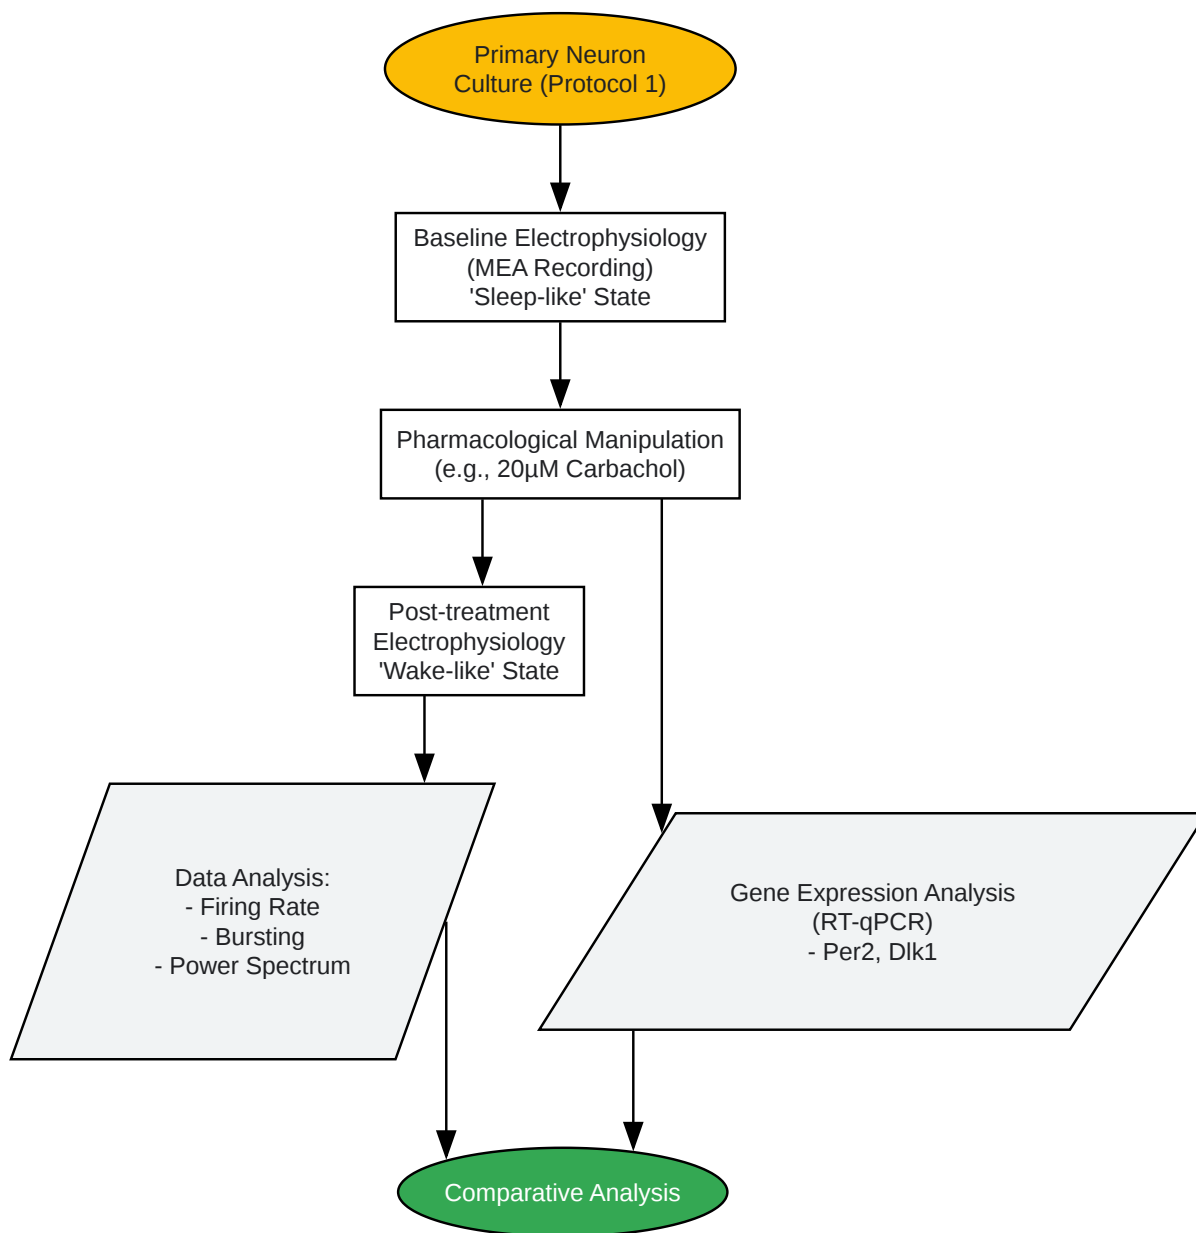 Primary Neuron
Culture (Protocol 1)
Baseline Electrophysiology
(MEA Recording)
'Sleep-like' State
Pharmacological Manipulation
(e.g., 20µM Carbachol)
Post-treatment
Electrophysiology
'Wake-like' State
Data Analysis:
- Firing Rate
- Bursting
- Power Spectrum
Gene Expression Analysis
(RT-qPCR)
- Per2, Dlk1
Comparative Analysis